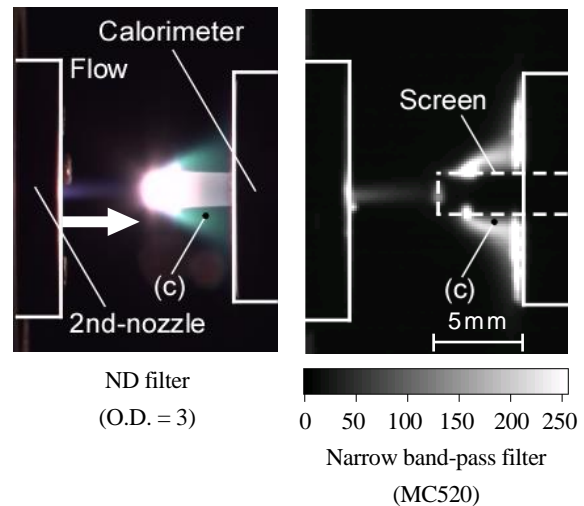 Calorimeter
Flow
(c)
2nd-nozzle
ND filter
(O.D. = 3)
Screen
(c)
5mm
0 50 100 150 200 250
Narrow band-pass filter
(MC520)